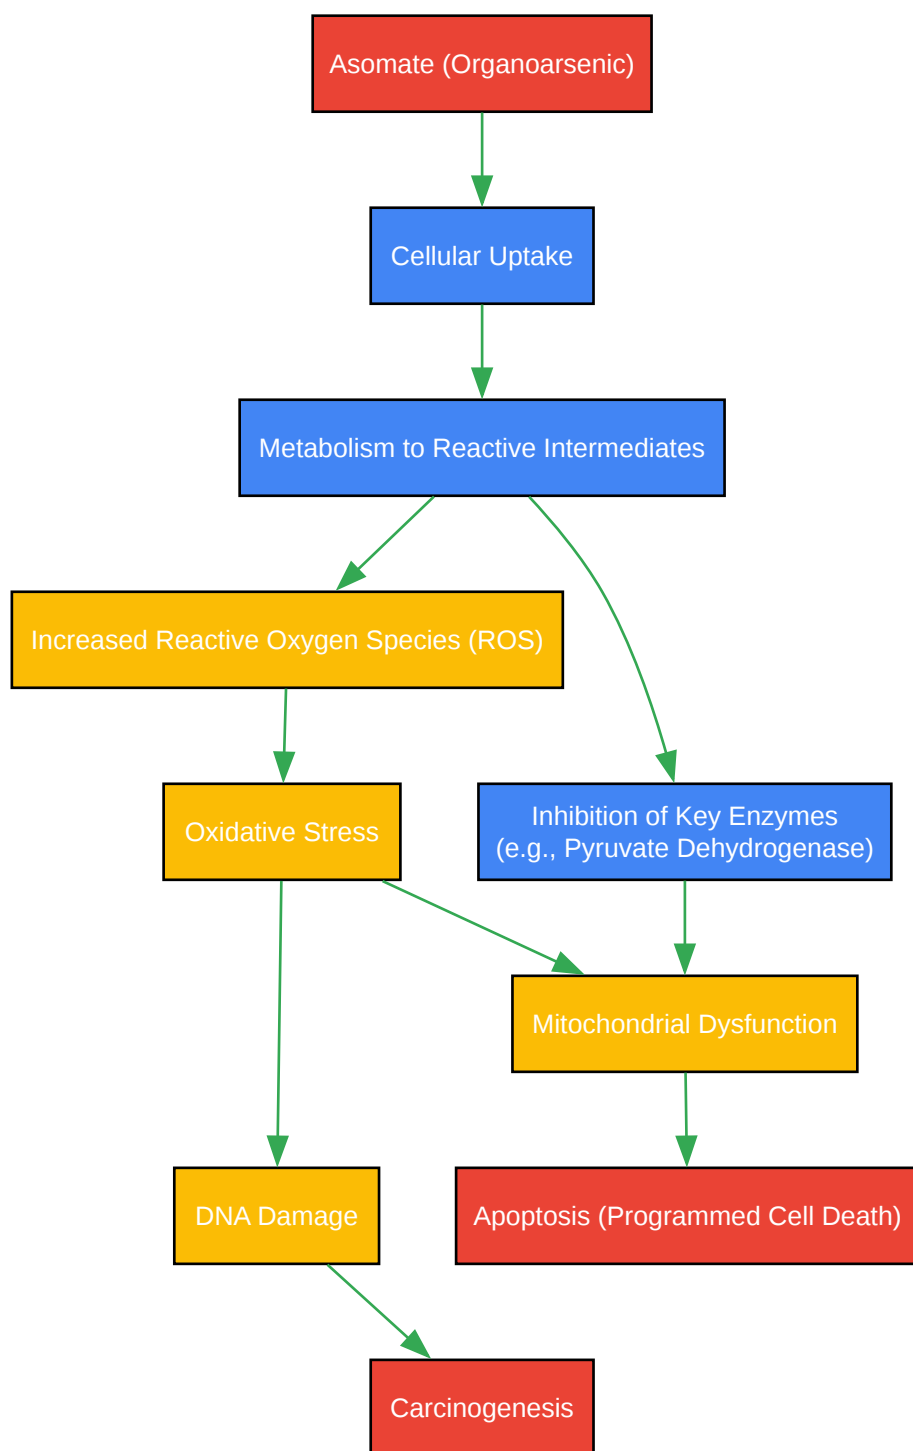 Asomate (Organoarsenic)
Cellular Uptake
Metabolism to Reactive Intermediates
Increased Reactive Oxygen Species (ROS)
Oxidative Stress
Inhibition of Key Enzymes
(e.g., Pyruvate Dehydrogenase)
Mitochondrial Dysfunction
DNA Damage
Apoptosis (Programmed Cell Death)
Carcinogenesis